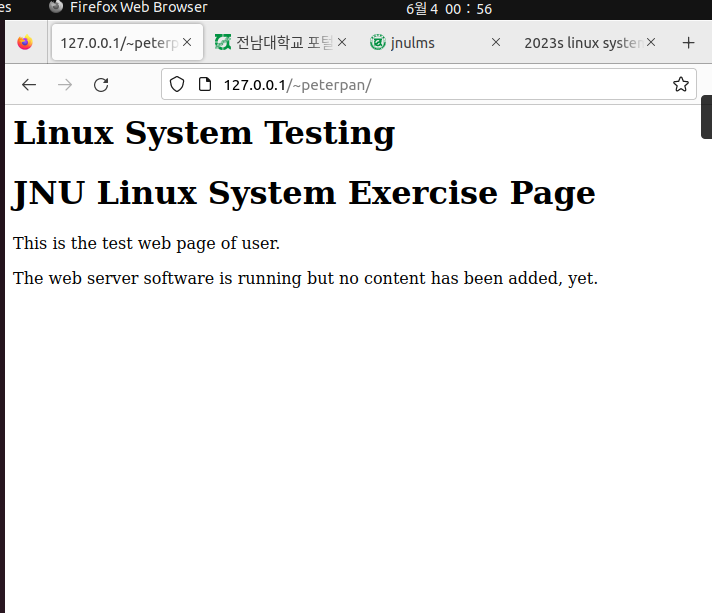 es Firefox Web Browser 6월 4 00 : 56
127.0.0.1/~peterp 전남대학교 포털 jnulms 2023s linux system
127.0.0.1/~peterpan/
Linux System Testing
JNU Linux System Exercise Page
This is the test web page of user.
The web server software is running but no content has been added, yet.